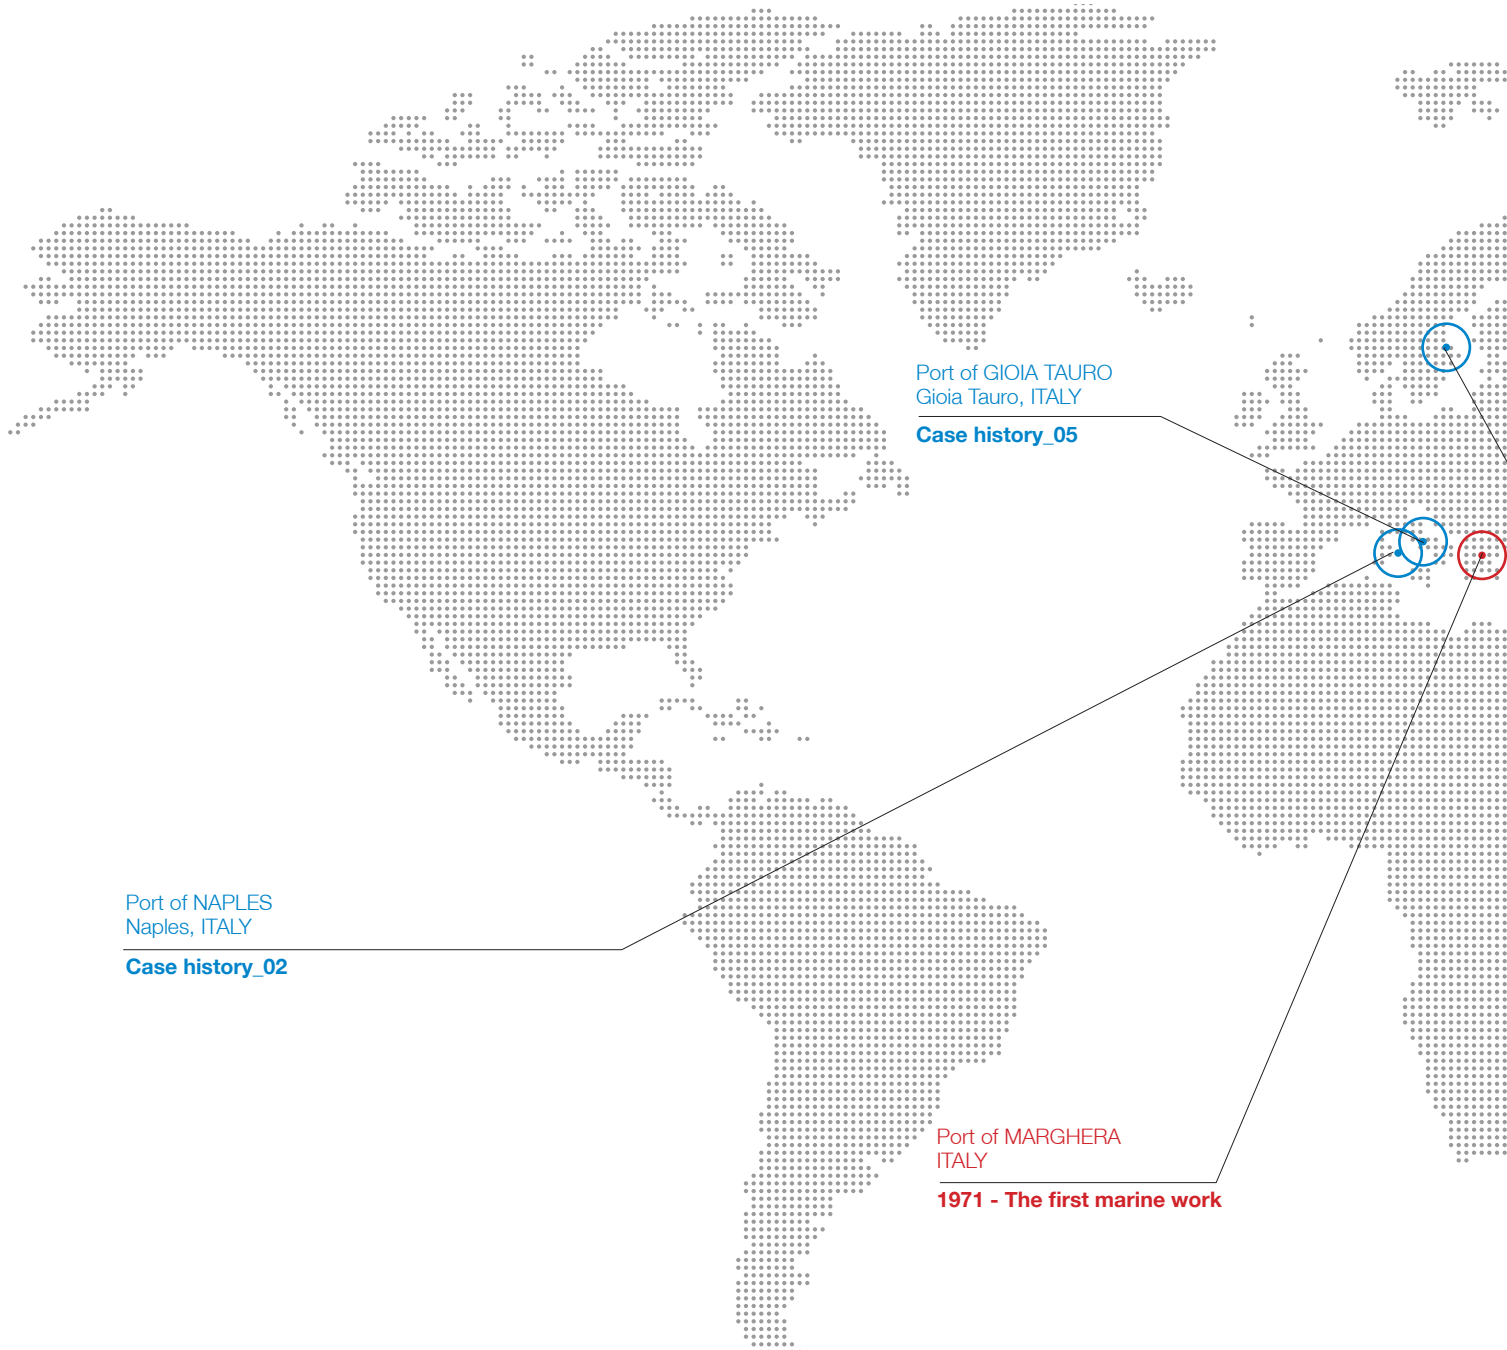 Port of GIOIA TAURO
Gioia Tauro, ITALY
Case history_05
Port of NAPLES
Naples, ITALY
Case history_02
Port of MARGHERA
ITALY
1971 - The first marine work